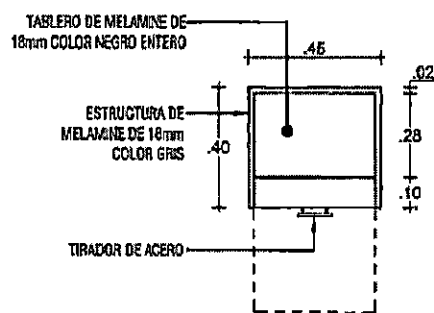 TABLERO DE MELAMINE DE
18mm COLOR NEGRO ENTERO
.45
.02
ESTRUCTURA DE
MELAMINE DE 18mm
COLOR GRIS
.40
.28
.10
TIRADOR DE ACERO